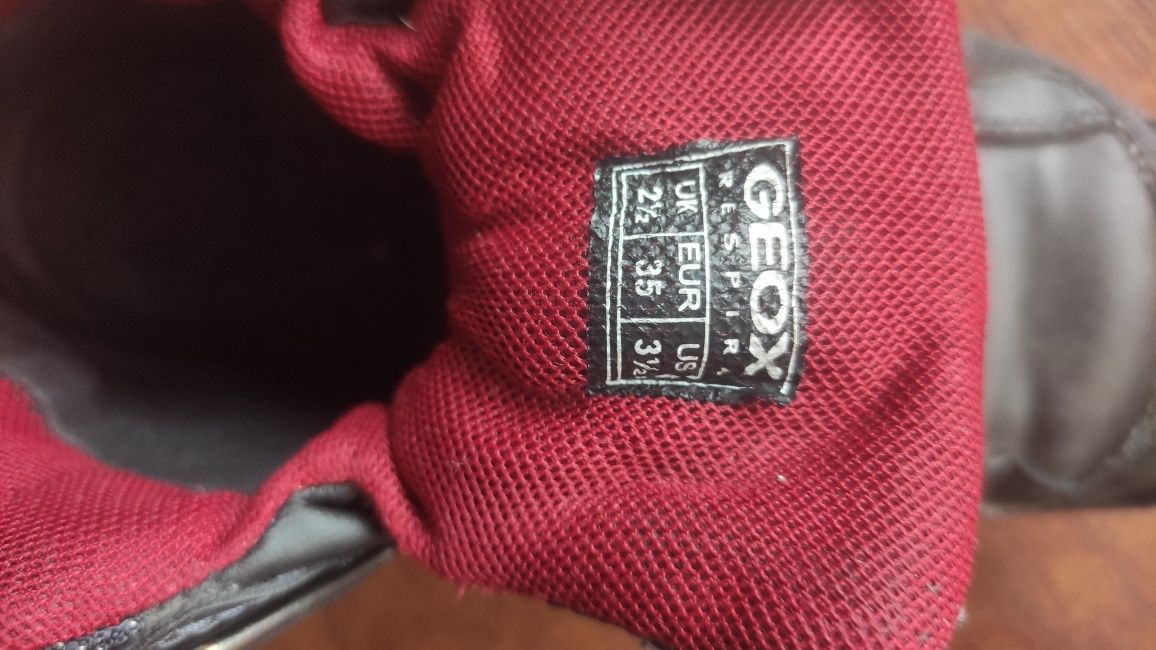 GEOX
RESPIRA
UK EUR US
2½ 35 3½